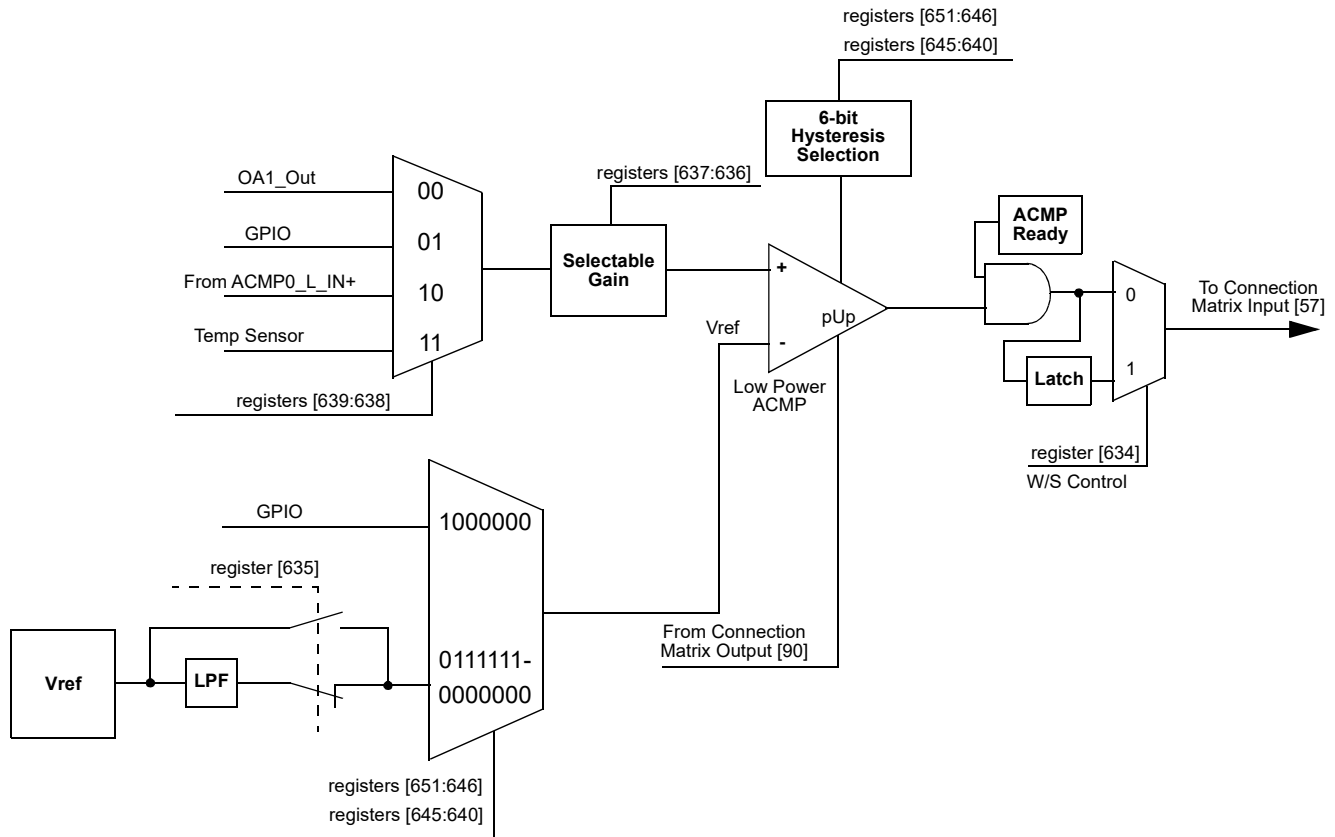 registers [651:646]
registers [645:640]
6-bit
Hysteresis
Selection
registers [637:636]
OA1_Out
00
GPIO
01
From ACMP0_L_IN+
10
Temp Sensor
11
registers [639:638]
Selectable
Gain
+
Vref
-
pUp
Low Power
ACMP
ACMP
Ready
0
1
Latch
To Connection
Matrix Input [57]
register [634]
W/S Control
GPIO
1000000
register [635]
Vref
LPF
0111111-
0000000
From Connection
Matrix Output [90]
registers [651:646]
registers [645:640]